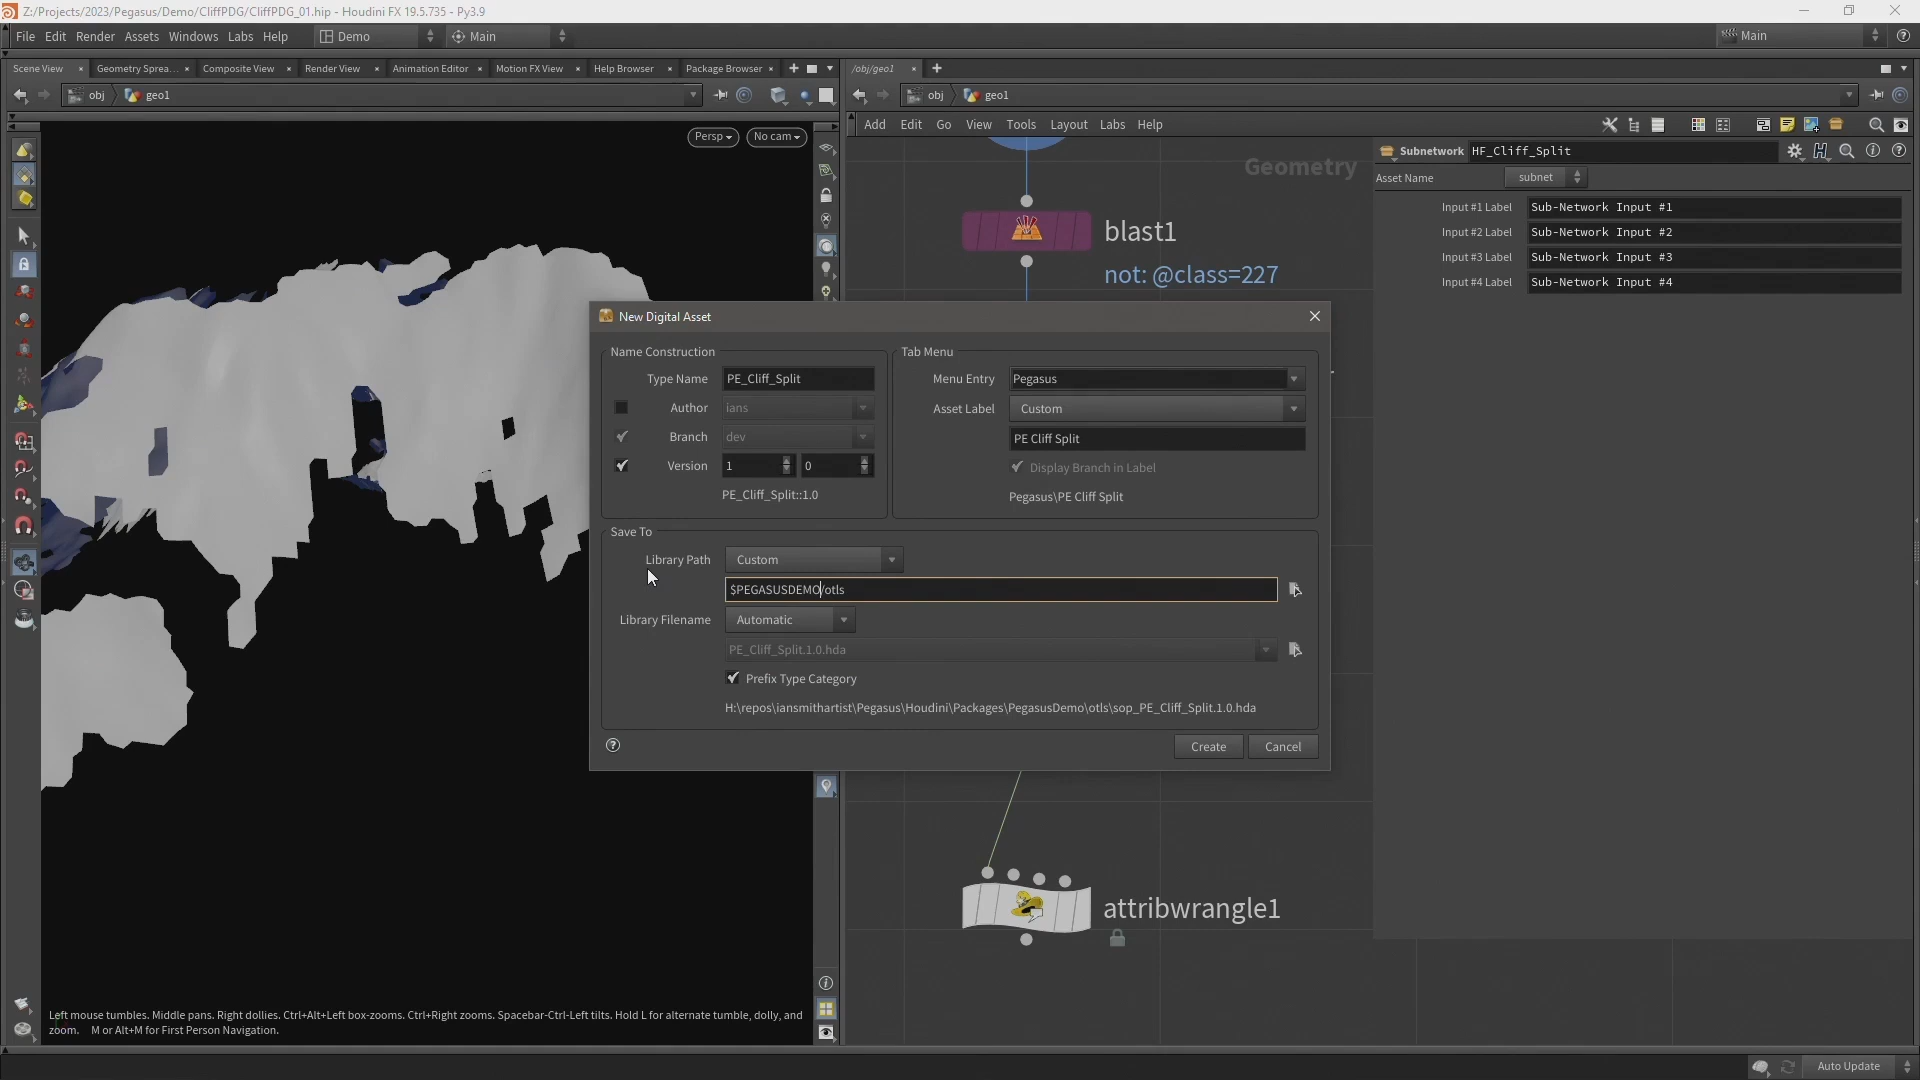 Z:/Projects/2023/Pegasus/Demo/CliffPDG/CliffPDG_01.hip - Houdini FX 19.5.735 - Py3.9
File Edit Render Assets Windows Labs Help Demo Main Main
Scene View Geometry Sprea... Composite View Render View Animation Editor Motion FX View Help Browser Package Browser /obj/geo1
obj geo1 obj geo1
Add Edit Go View Tools Layout Labs Help
Persp No cam
Geometry
Subnetwork HF_Cliff_Split
Asset Name subnet
Input #1 Label Sub-Network Input #1
Input #2 Label Sub-Network Input #2
Input #3 Label Sub-Network Input #3
Input #4 Label Sub-Network Input #4
blast1
not: @class=227
New Digital Asset
Name Construction
Type Name PE_Cliff_Split
Author ians
Branch dev
Version 1 0
PE_Cliff_Split::1.0
Tab Menu
Menu Entry Pegasus
Asset Label Custom
PE Cliff Split
Display Branch in Label
Pegasus\PE Cliff Split
Save To
Library Path Custom
$PEGASUSDEMO/otls
Library Filename Automatic
PE_Cliff_Split.1.0.hda
Prefix Type Category
H:\repos\iansmithartist\Pegasus\Houdini\Packages\PegasusDemo\otls\sop_PE_Cliff_Split.1.0.hda
Create Cancel
attribwrangle1
Left mouse tumbles. Middle pans. Right dollies. Ctrl+Alt+Left box-zooms. Ctrl+Right zooms. Spacebar-Ctrl-Left tilts. Hold L for alternate tumble, dolly, and
zoom. M or Alt+M for First Person Navigation.
Auto Update